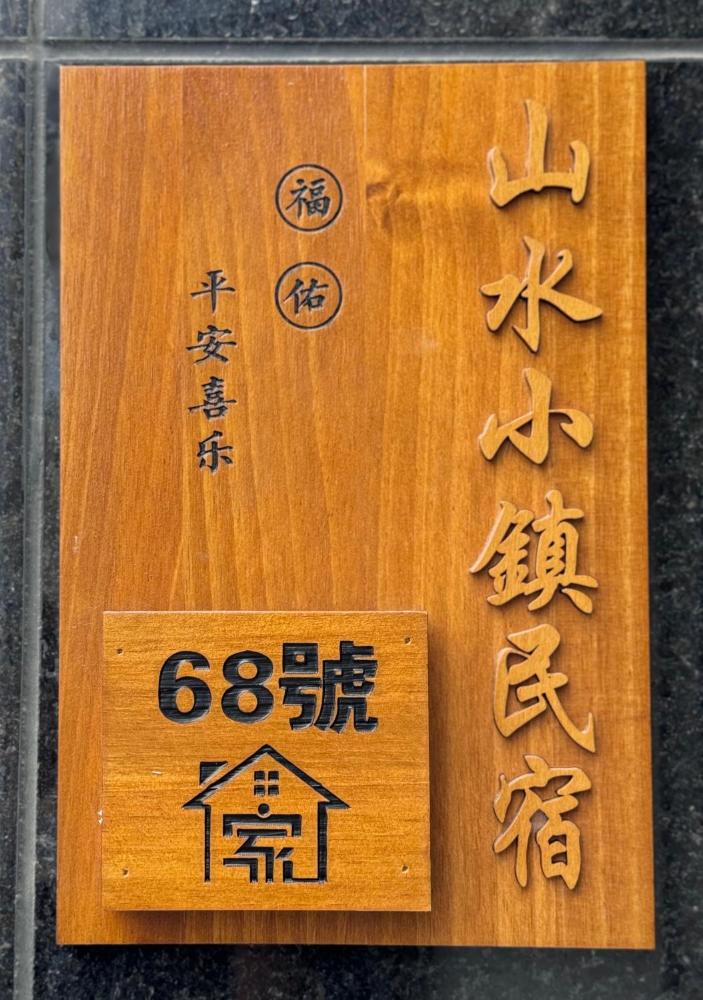 山水小鎮民宿
福佑
平安喜乐
68號
家